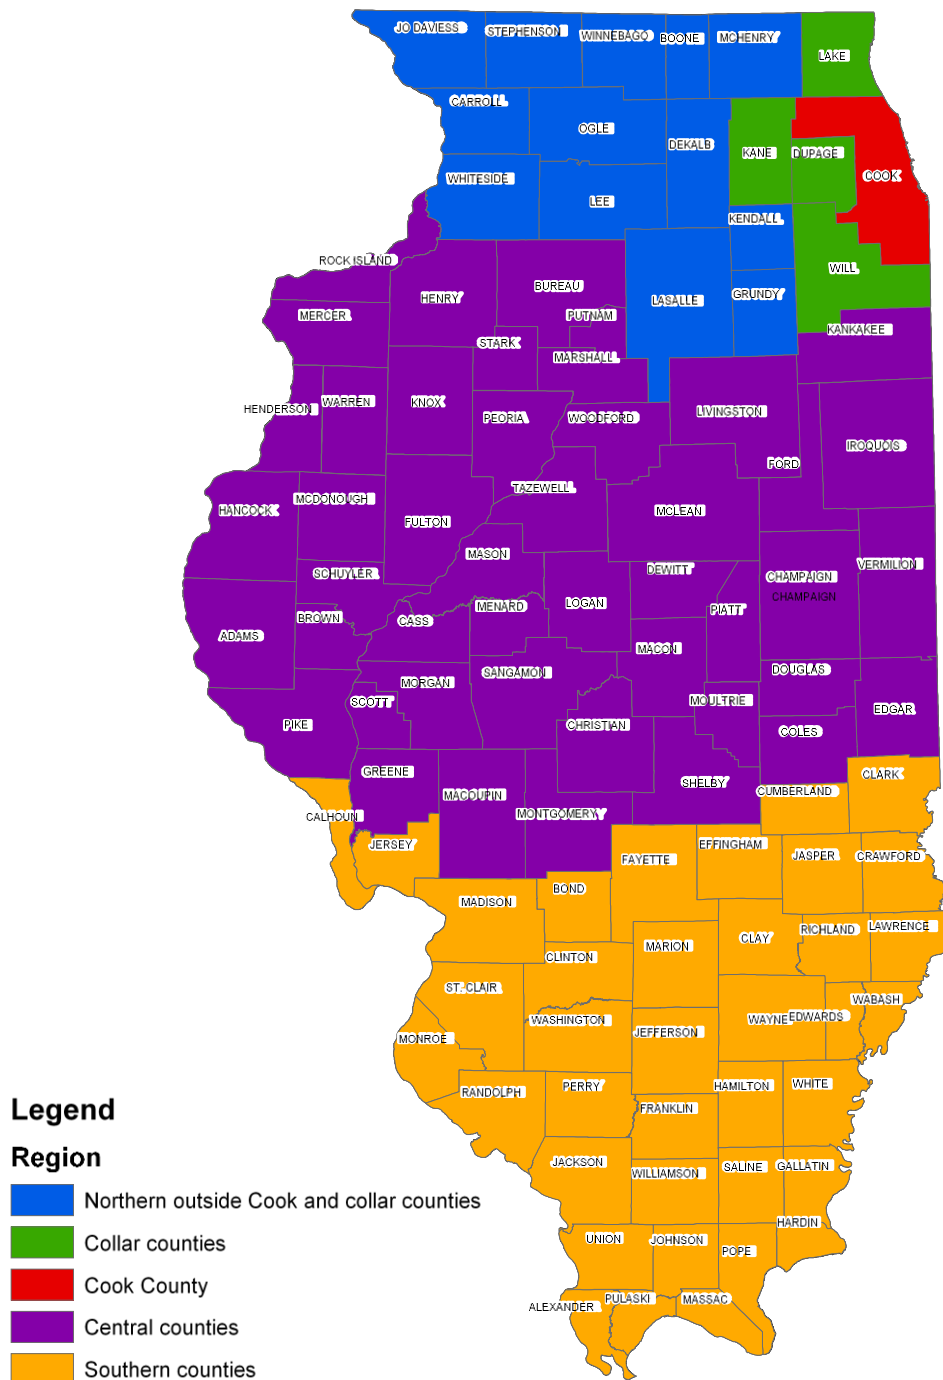 JO DAVIESS
STEPHENSON
WINNEBAGO
BOONE
MCHENRY
LAKE
CARROLL
OGLE
DEKALB
KANE
DUPAGE
COOK
WHITESIDE
LEE
KENDALL
ROCK ISLAND
WILL
HENRY
BUREAU
LASALLE
GRUNDY
MERCER
PUTNAM
KANKAKEE
STARK
MARSHALL
HENDERSON
WARREN
KNOX
PEORIA
WOODFORD
LIVINGSTON
IROQUOIS
FORD
HANCOCK
MCDONOUGH
TAZEWELL
FULTON
MCLEAN
MASON
VERMILION
SCHUYLER
DEWITT
CHAMPAIGN
CHAMPAIGN
BROWN
CASS
MENARD
LOGAN
PIATT
ADAMS
MACON
MORGAN
SANGAMON
DOUGLAS
SCOTT
MOULTRIE
EDGAR
PIKE
CHRISTIAN
COLES
GREENE
MACOUPIN
SHELBY
CLARK
CUMBERLAND
CALHOUN
MONTGOMERY
JERSEY
FAYETTE
EFFINGHAM
JASPER
CRAWFORD
MADISON
BOND
CLINTON
MARION
CLAY
RICHLAND
LAWRENCE
ST. CLAIR
WABASH
WASHINGTON
WAYNE
EDWARDS
MONROE
JEFFERSON
RANDOLPH
PERRY
HAMILTON
WHITE
FRANKLIN
JACKSON
WILLIAMSON
SALINE
GALLATIN
HARDIN
UNION
JOHNSON
POPE
ALEXANDER
PULASKI
MASSAC
Legend
Region
Northern outside Cook and collar counties
Collar counties
Cook County
Central counties
Southern counties